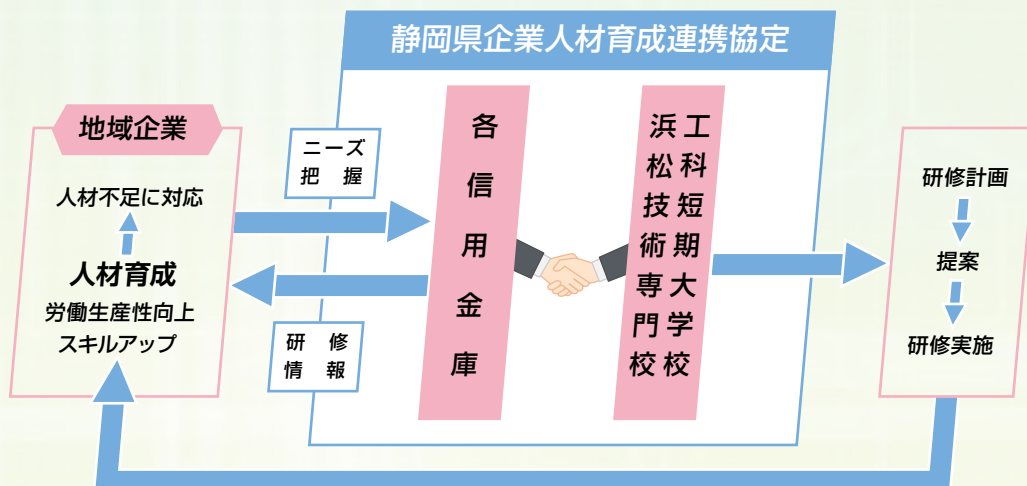 静岡県企業人材育成連携協定
地域企業
人材不足に対応
人材育成
労働生産性向上
スキルアップ
ニーズ
把握
研修
情報
各信用金庫
工科短期大学校
浜松技術専門校
研修計画
提案
研修実施